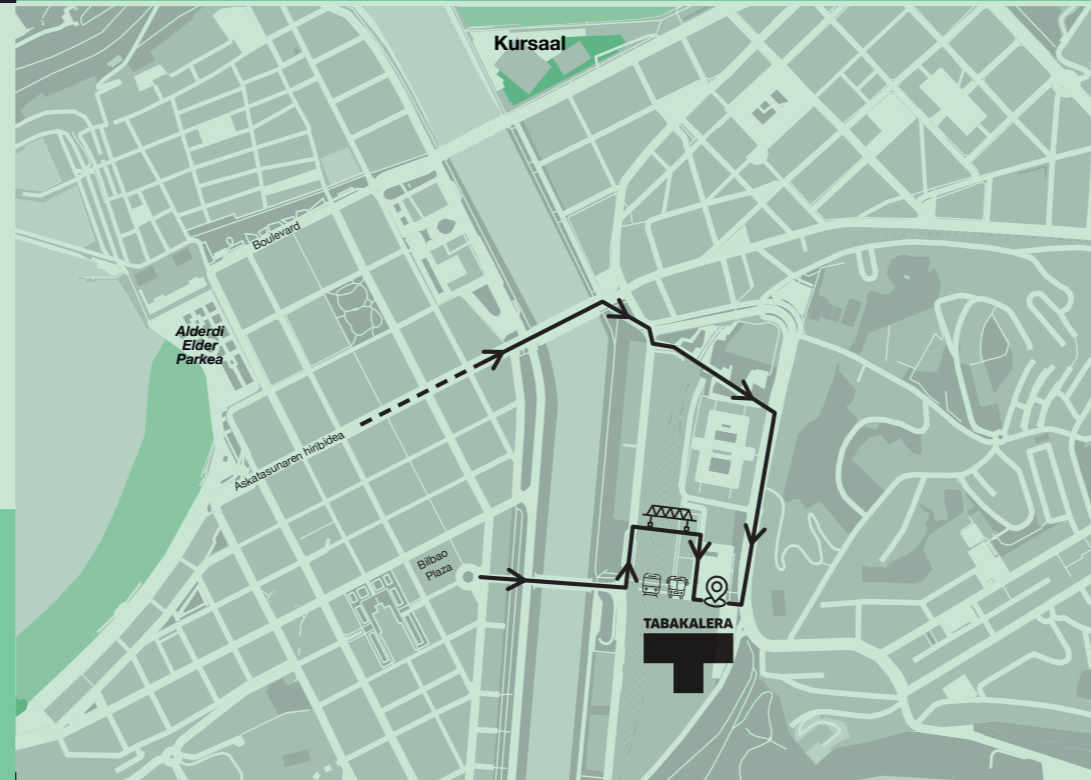 Kursaal
Boulevard
Alderdi
Elder
Parkea
Askatasunaren hiribidea
Bilbao
Plaza
TABAKALERA